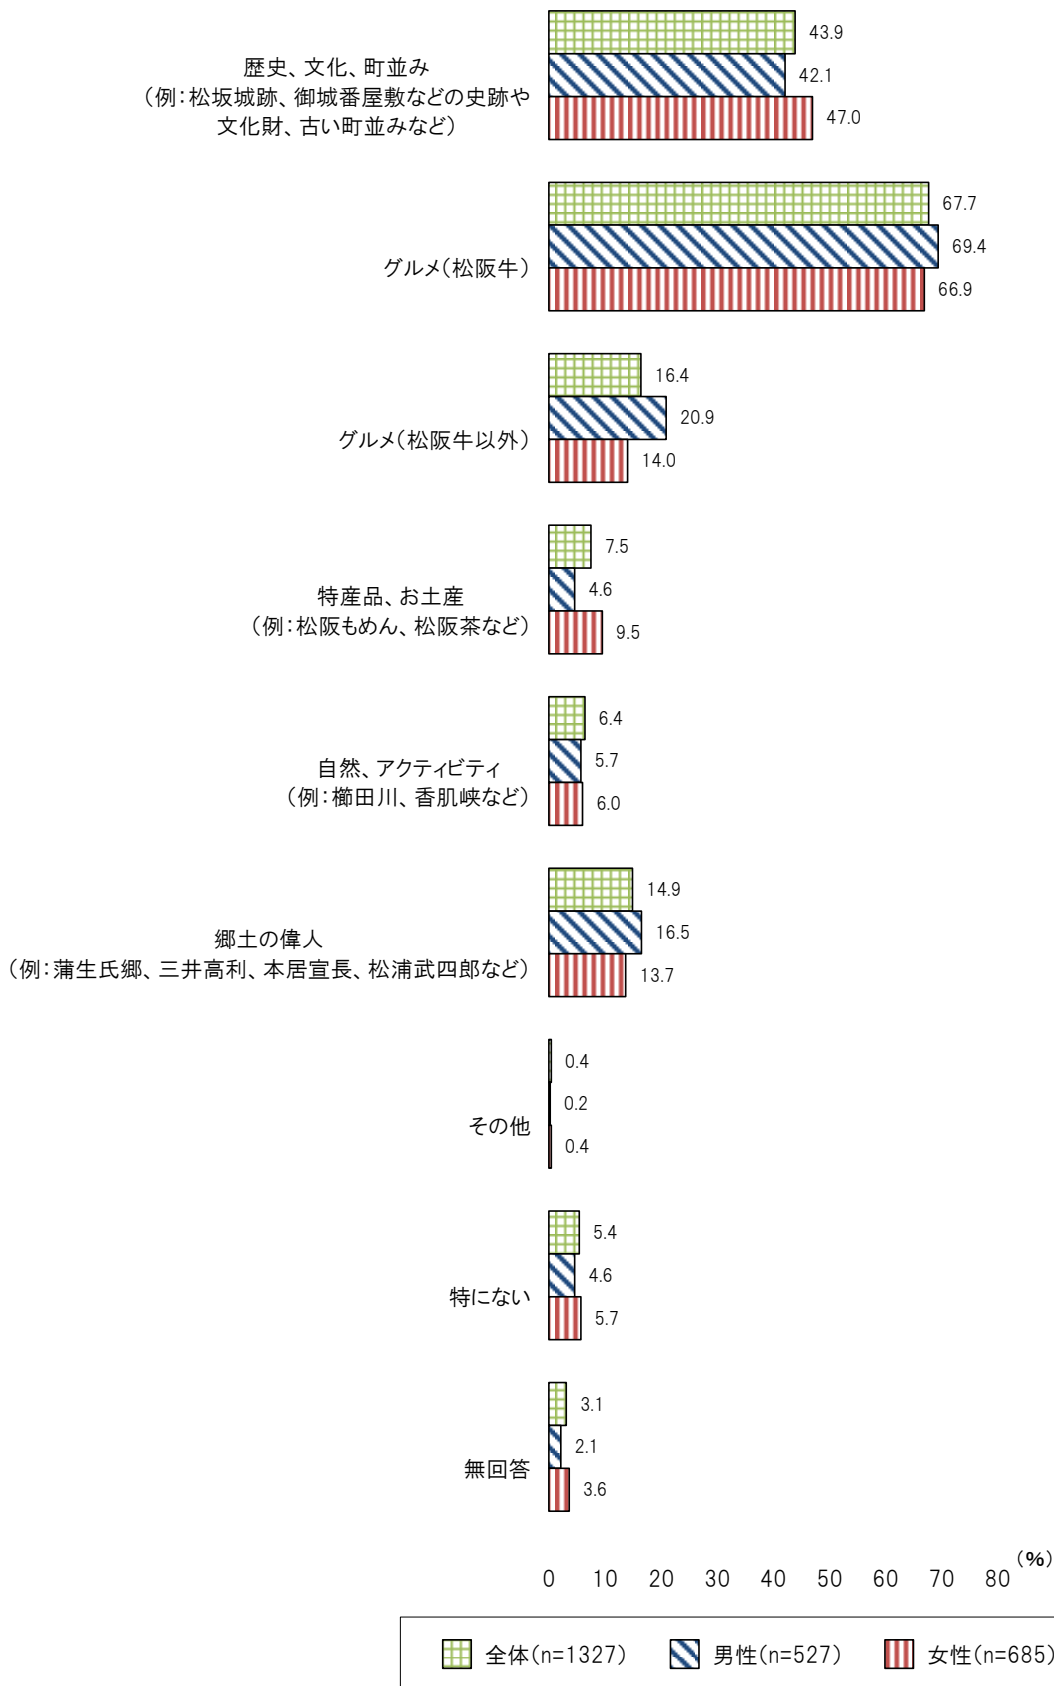 43.9
歴史、文化、町並み
42.1
（例：松坂城跡、御城番屋敷などの史跡や
文化財、古い町並みなど）
47.0
67.7
グルメ（松阪牛）
69.4
66.9
16.4
グルメ（松阪牛以外）
20.9
14.0
7.5
特産品、お土産
4.6
（例：松阪もめん、松阪茶など）
9.5
6.4
自然、アクティビティ
5.7
（例：櫛田川、香肌峡など）
6.0
14.9
郷土の偉人
16.5
（例：蒲生氏郷、三井高利、本居宣長、松浦武四郎など）
13.7
0.4
その他
0.2
0.4
5.4
特にない
4.6
5.7
3.1
無回答
2.1
3.6
（%）
0 10 20 30 40 50 60 70 80
全体(n=1327) 男性(n=527) 女性(n=685)